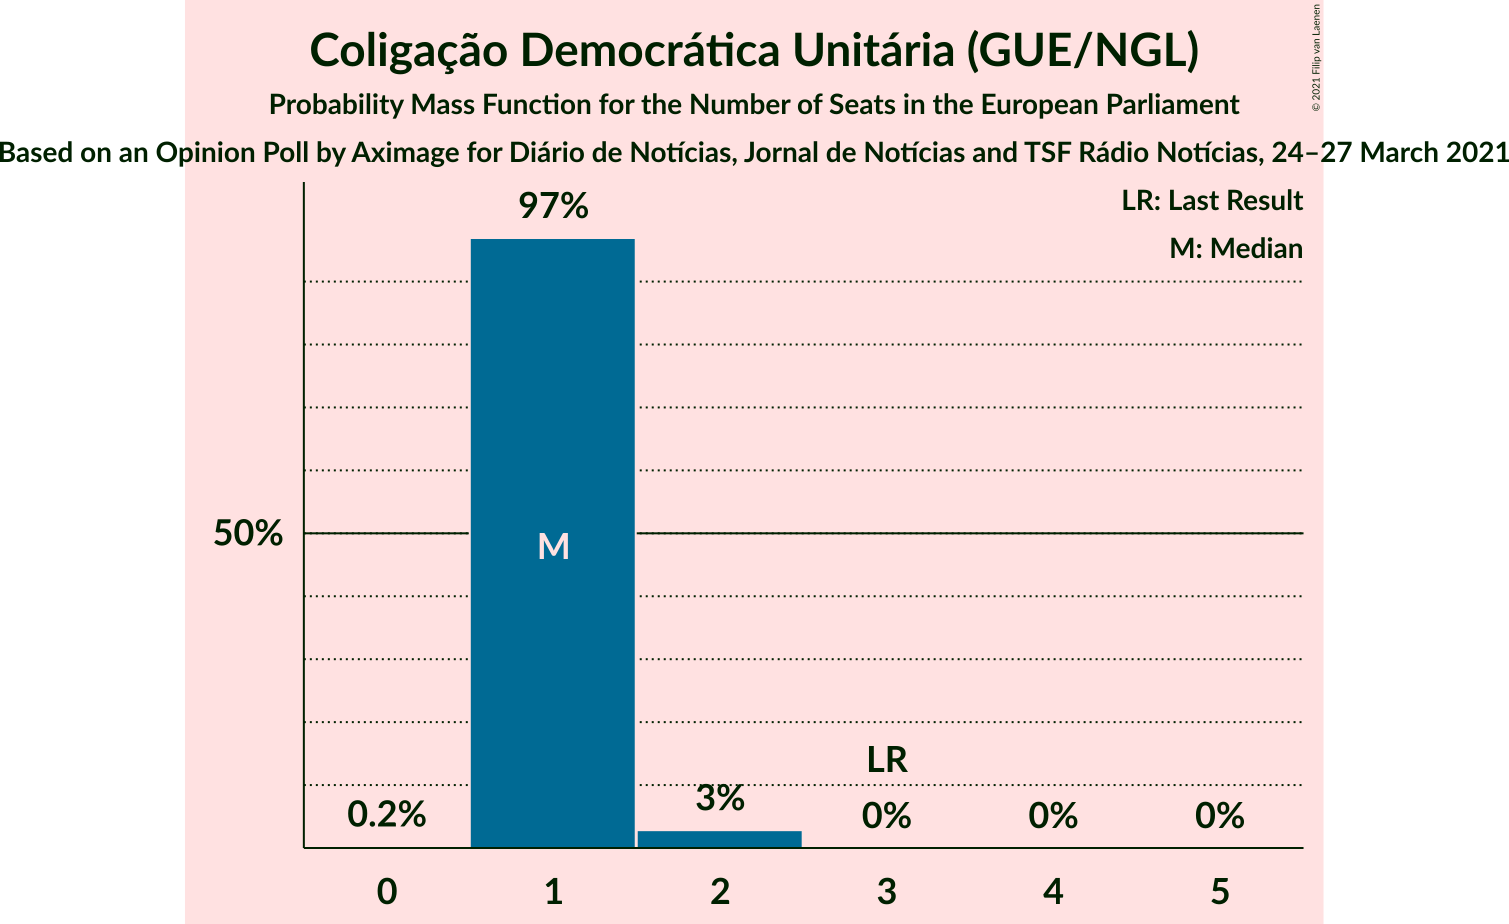 Coligação Democrática Unitária (GUE/NGL)
Probability Mass Function for the Number of Seats in the European Parliament
Based on an Opinion Poll by Aximage for Diário de Notícias, Jornal de Notícias and TSF Rádio Notícias, 24–27 March 2021
© 2021 Filip van Laenen
LR: Last Result
M: Median
97%
50%
M
LR
0.2%
3%
0%
0%
0%
0 1 2 3 4 5